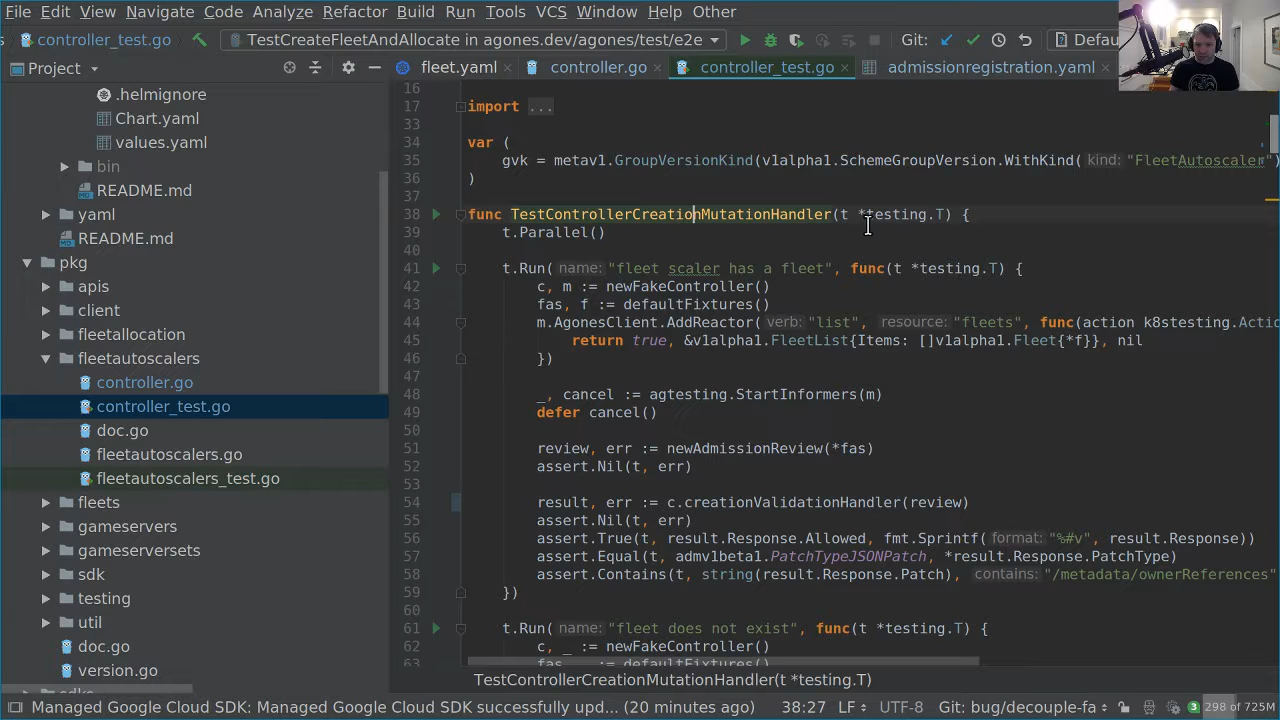 File Edit View Navigate Code Analyze Refactor Build Run Tools VCS Window Help Other
controller_test.go TestCreateFleetAndAllocate in agones.dev/agones/test/e2e Git: Defau
Project fleet.yaml controller.go controller_test.go admissionregistration.yaml
.helmignore
Chart.yaml
values.yaml
bin
README.md
yaml
README.md
pkg
apis
client
fleetallocation
fleetautoscalers
controller.go
controller_test.go
doc.go
fleetautoscalers.go
fleetautoscalers_test.go
fleets
gameservers
gameserversets
sdk
testing
util
doc.go
version.go
16
17 import ...
33
34 var (
35 gvk = metav1.GroupVersionKind(v1alpha1.SchemeGroupVersion.WithKind( kind: "FleetAutoscaler")
36 )
37
38 func TestControllerCreationMutationHandler(t *testing.T) {
39 t.Parallel()
40
41 t.Run( name: "fleet scaler has a fleet", func(t *testing.T) {
42 c, m := newFakeController()
43 fas, f := defaultFixtures()
44 m.AgonesClient.AddReactor( verb: "list", resource: "fleets", func(action k8stesting.Actio
45 return true, &v1alpha1.FleetList{Items: []v1alpha1.Fleet{*f}}, nil
46 })
47
48 _, cancel := agtesting.StartInformers(m)
49 defer cancel()
50
51 review, err := newAdmissionReview(*fas)
52 assert.Nil(t, err)
53
54 result, err := c.creationValidationHandler(review)
55 assert.Nil(t, err)
56 assert.True(t, result.Response.Allowed, fmt.Sprintf( format: "%#v", result.Response))
57 assert.Equal(t, admv1beta1.PatchTypeJSONPatch, *result.Response.PatchType)
58 assert.Contains(t, string(result.Response.Patch), contains: "/metadata/ownerReferences"
59 })
60
61 t.Run( name: "fleet does not exist", func(t *testing.T) {
62 c, _ := newFakeController()
63 fas, _ := defaultFixtures()
TestControllerCreationMutationHandler(t *testing.T)
Managed Google Cloud SDK: Managed Google Cloud SDK successfully upd... (20 minutes ago) 38:27 LF UTF-8 Git: bug/decouple-fa 3 298 of 725M